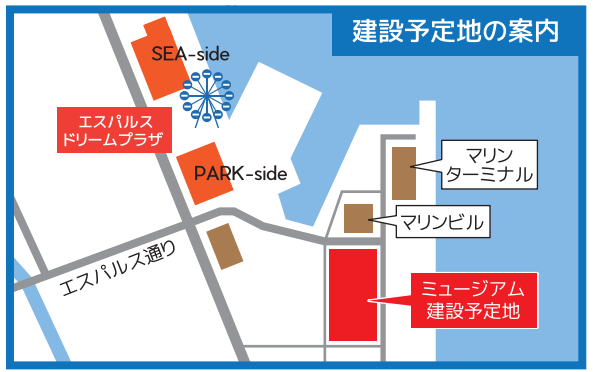 建設予定地の案内
SEA-side
エスパルス
ドリームプラザ
PARK-side
マリン
ターミナル
マリンビル
エスパルス通り
ミュージアム
建設予定地